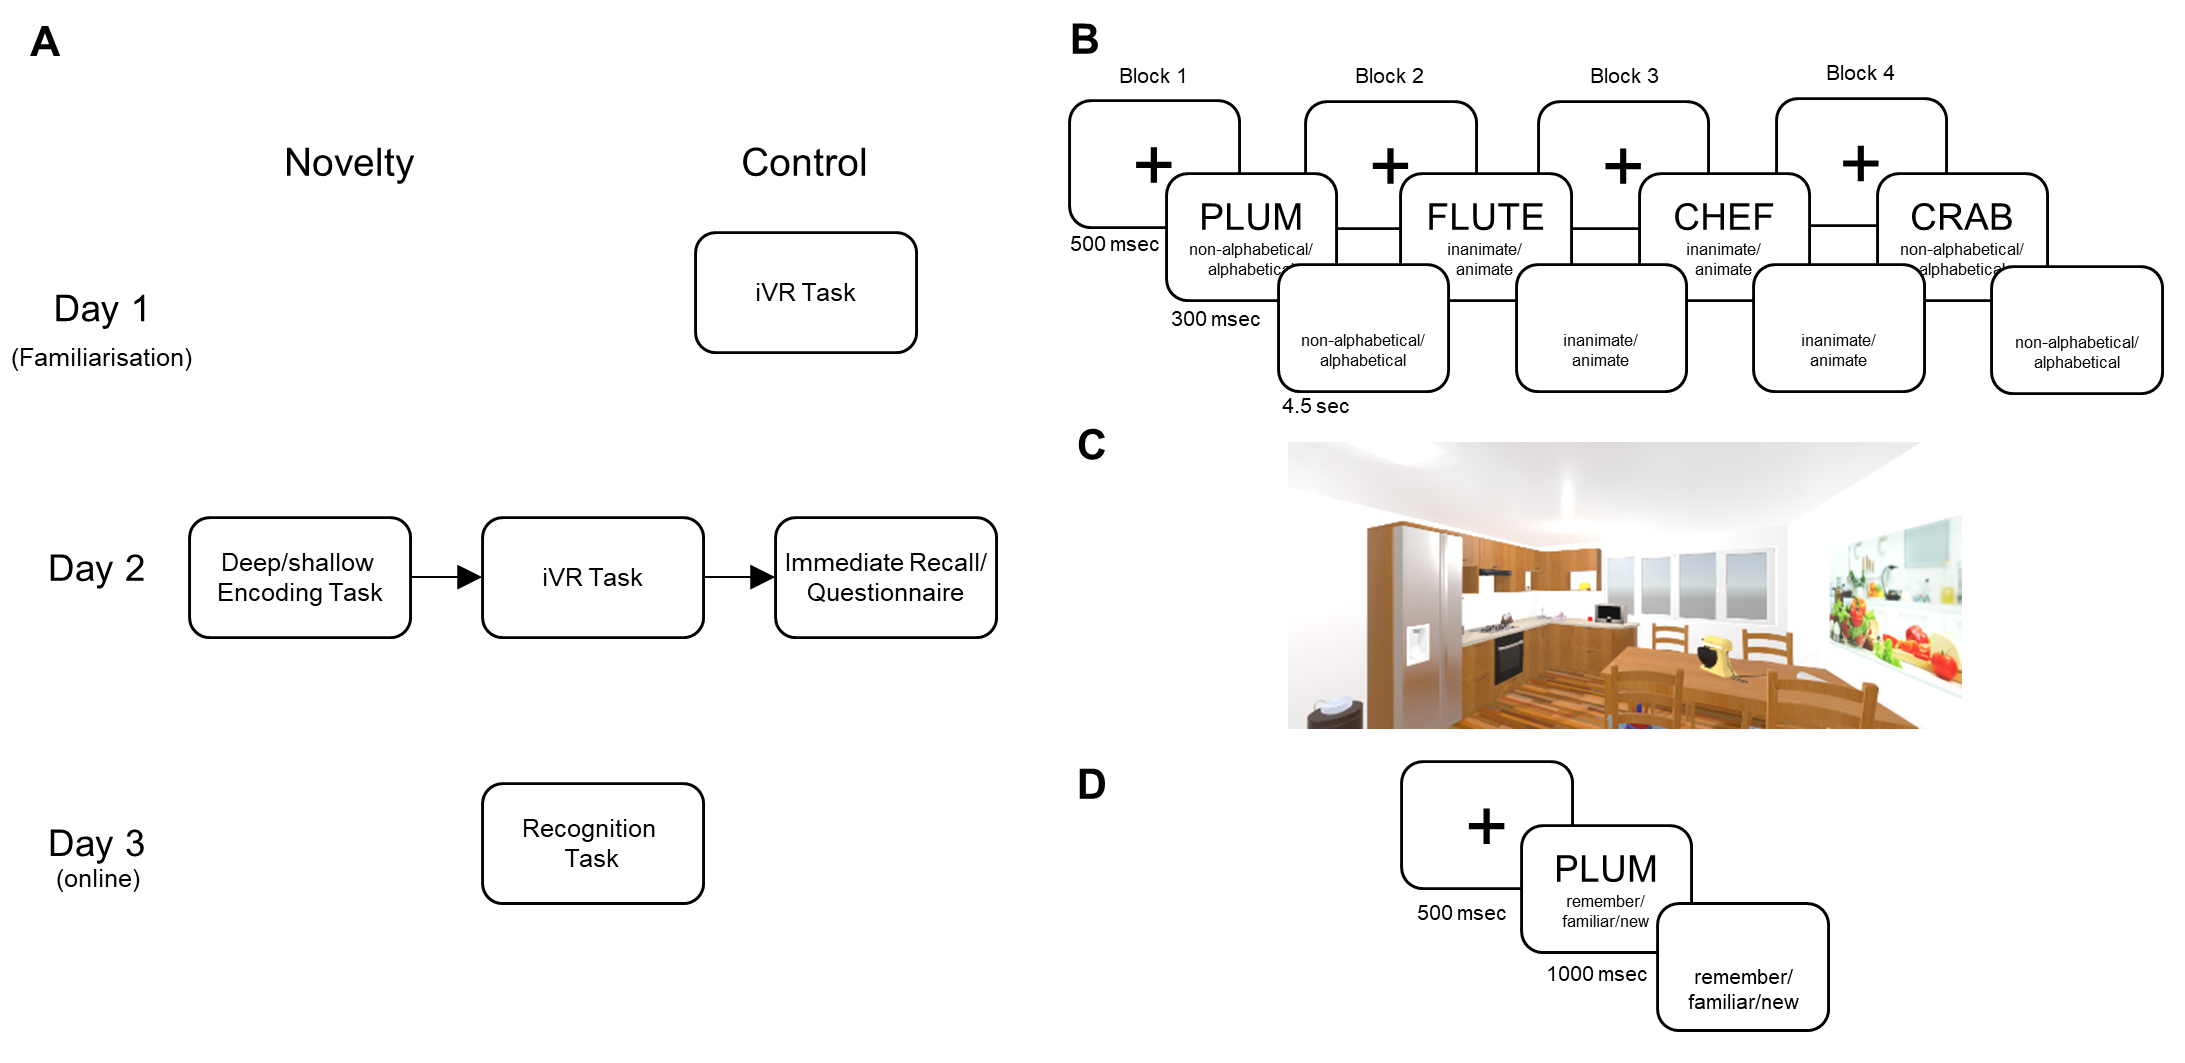 A
Novelty
Control
iVR Task
Day 1
(Familiarisation)
Day 2
Deep/shallow
Encoding Task
iVR Task
Immediate Recall/
Questionnaire
Day 3
(online)
Recognition
Task
B
Block 1
Block 2
Block 3
Block 4
+
+
+
+
500 msec
PLUM
non-alphabetical/
alphabetical
FLUTE
inanimate/
animate
CHEF
inanimate/
animate
CRAB
non-alphabetical/
alphabetical
300 msec
non-alphabetical/
alphabetical
inanimate/
animate
inanimate/
animate
non-alphabetical/
alphabetical
4.5 sec
C
D
+
500 msec
PLUM
remember/
familiar/new
1000 msec
remember/
familiar/new